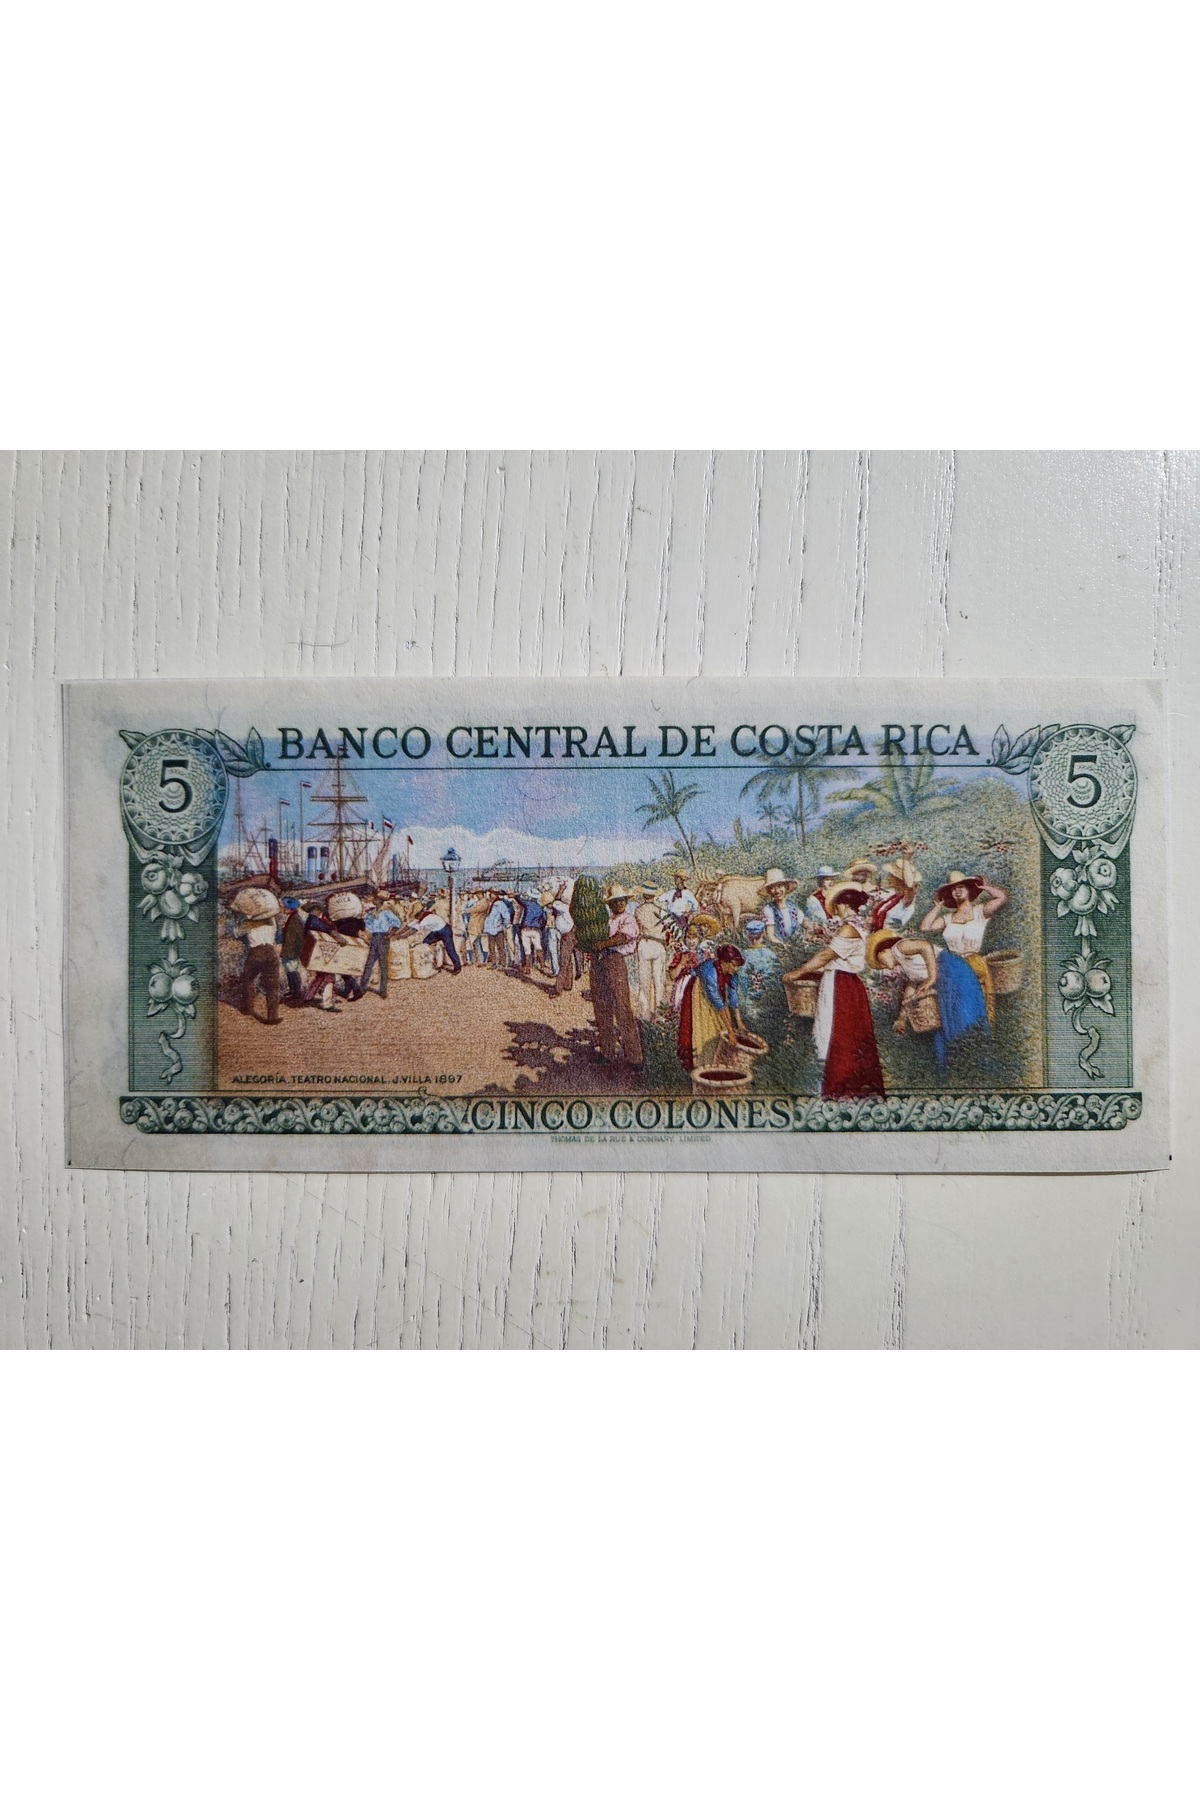 BANCO CENTRAL DE COSTA RICA
5
5
ALEGORIA. TEATRO NACIONAL. J. VILLA 1897
CINCO COLONES
THOMAS DE LA RUE & COMPANY, LIMITED